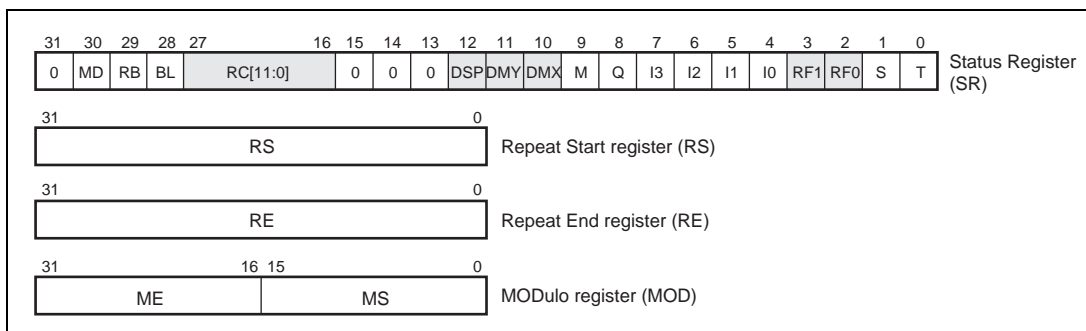 31 30 29 28 27 16 15 14 13 12 11 10 9 8 7 6 5 4 3 2 1 0
0 MD RB BL RC[11:0] 0 0 0 DSP DMY DMX M Q I3 I2 I1 I0 RF1 RF0 S T
Status Register
(SR)
31 0
RS
Repeat Start register (RS)
31 0
RE
Repeat End register (RE)
31 16 15 0
ME MS
MODulo register (MOD)